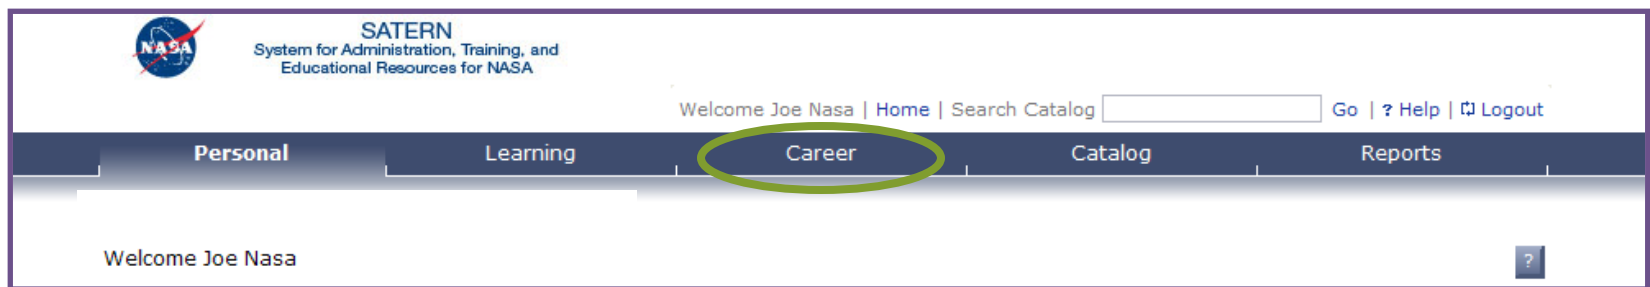 NASA
SATERN
System for Administration, Training, and
Educational Resources for NASA
Welcome Joe Nasa | Home | Search Catalog Go | ? Help | Logout
Personal Learning Career Catalog Reports
Welcome Joe Nasa
?